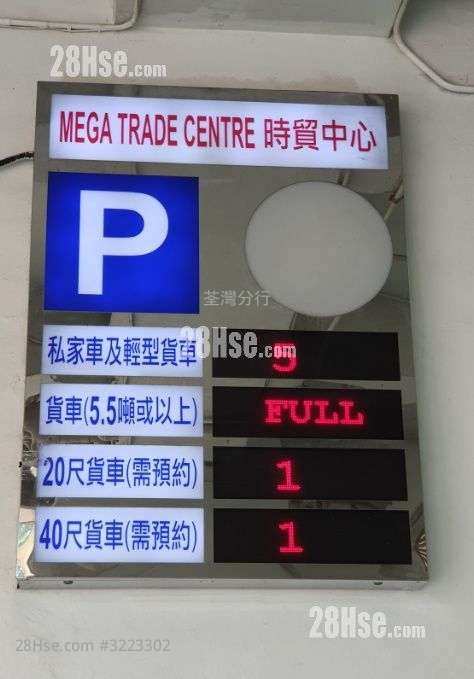 28Hse.com
MEGA TRADE CENTRE 時貿中心
P
荃灣分行
28Hse.com
私家車及輕型貨車 5
貨車(5.5噸或以上) FULL
20尺貨車(需預約) 1
40尺貨車(需預約) 1
28Hse.com
28Hse.com #3223302